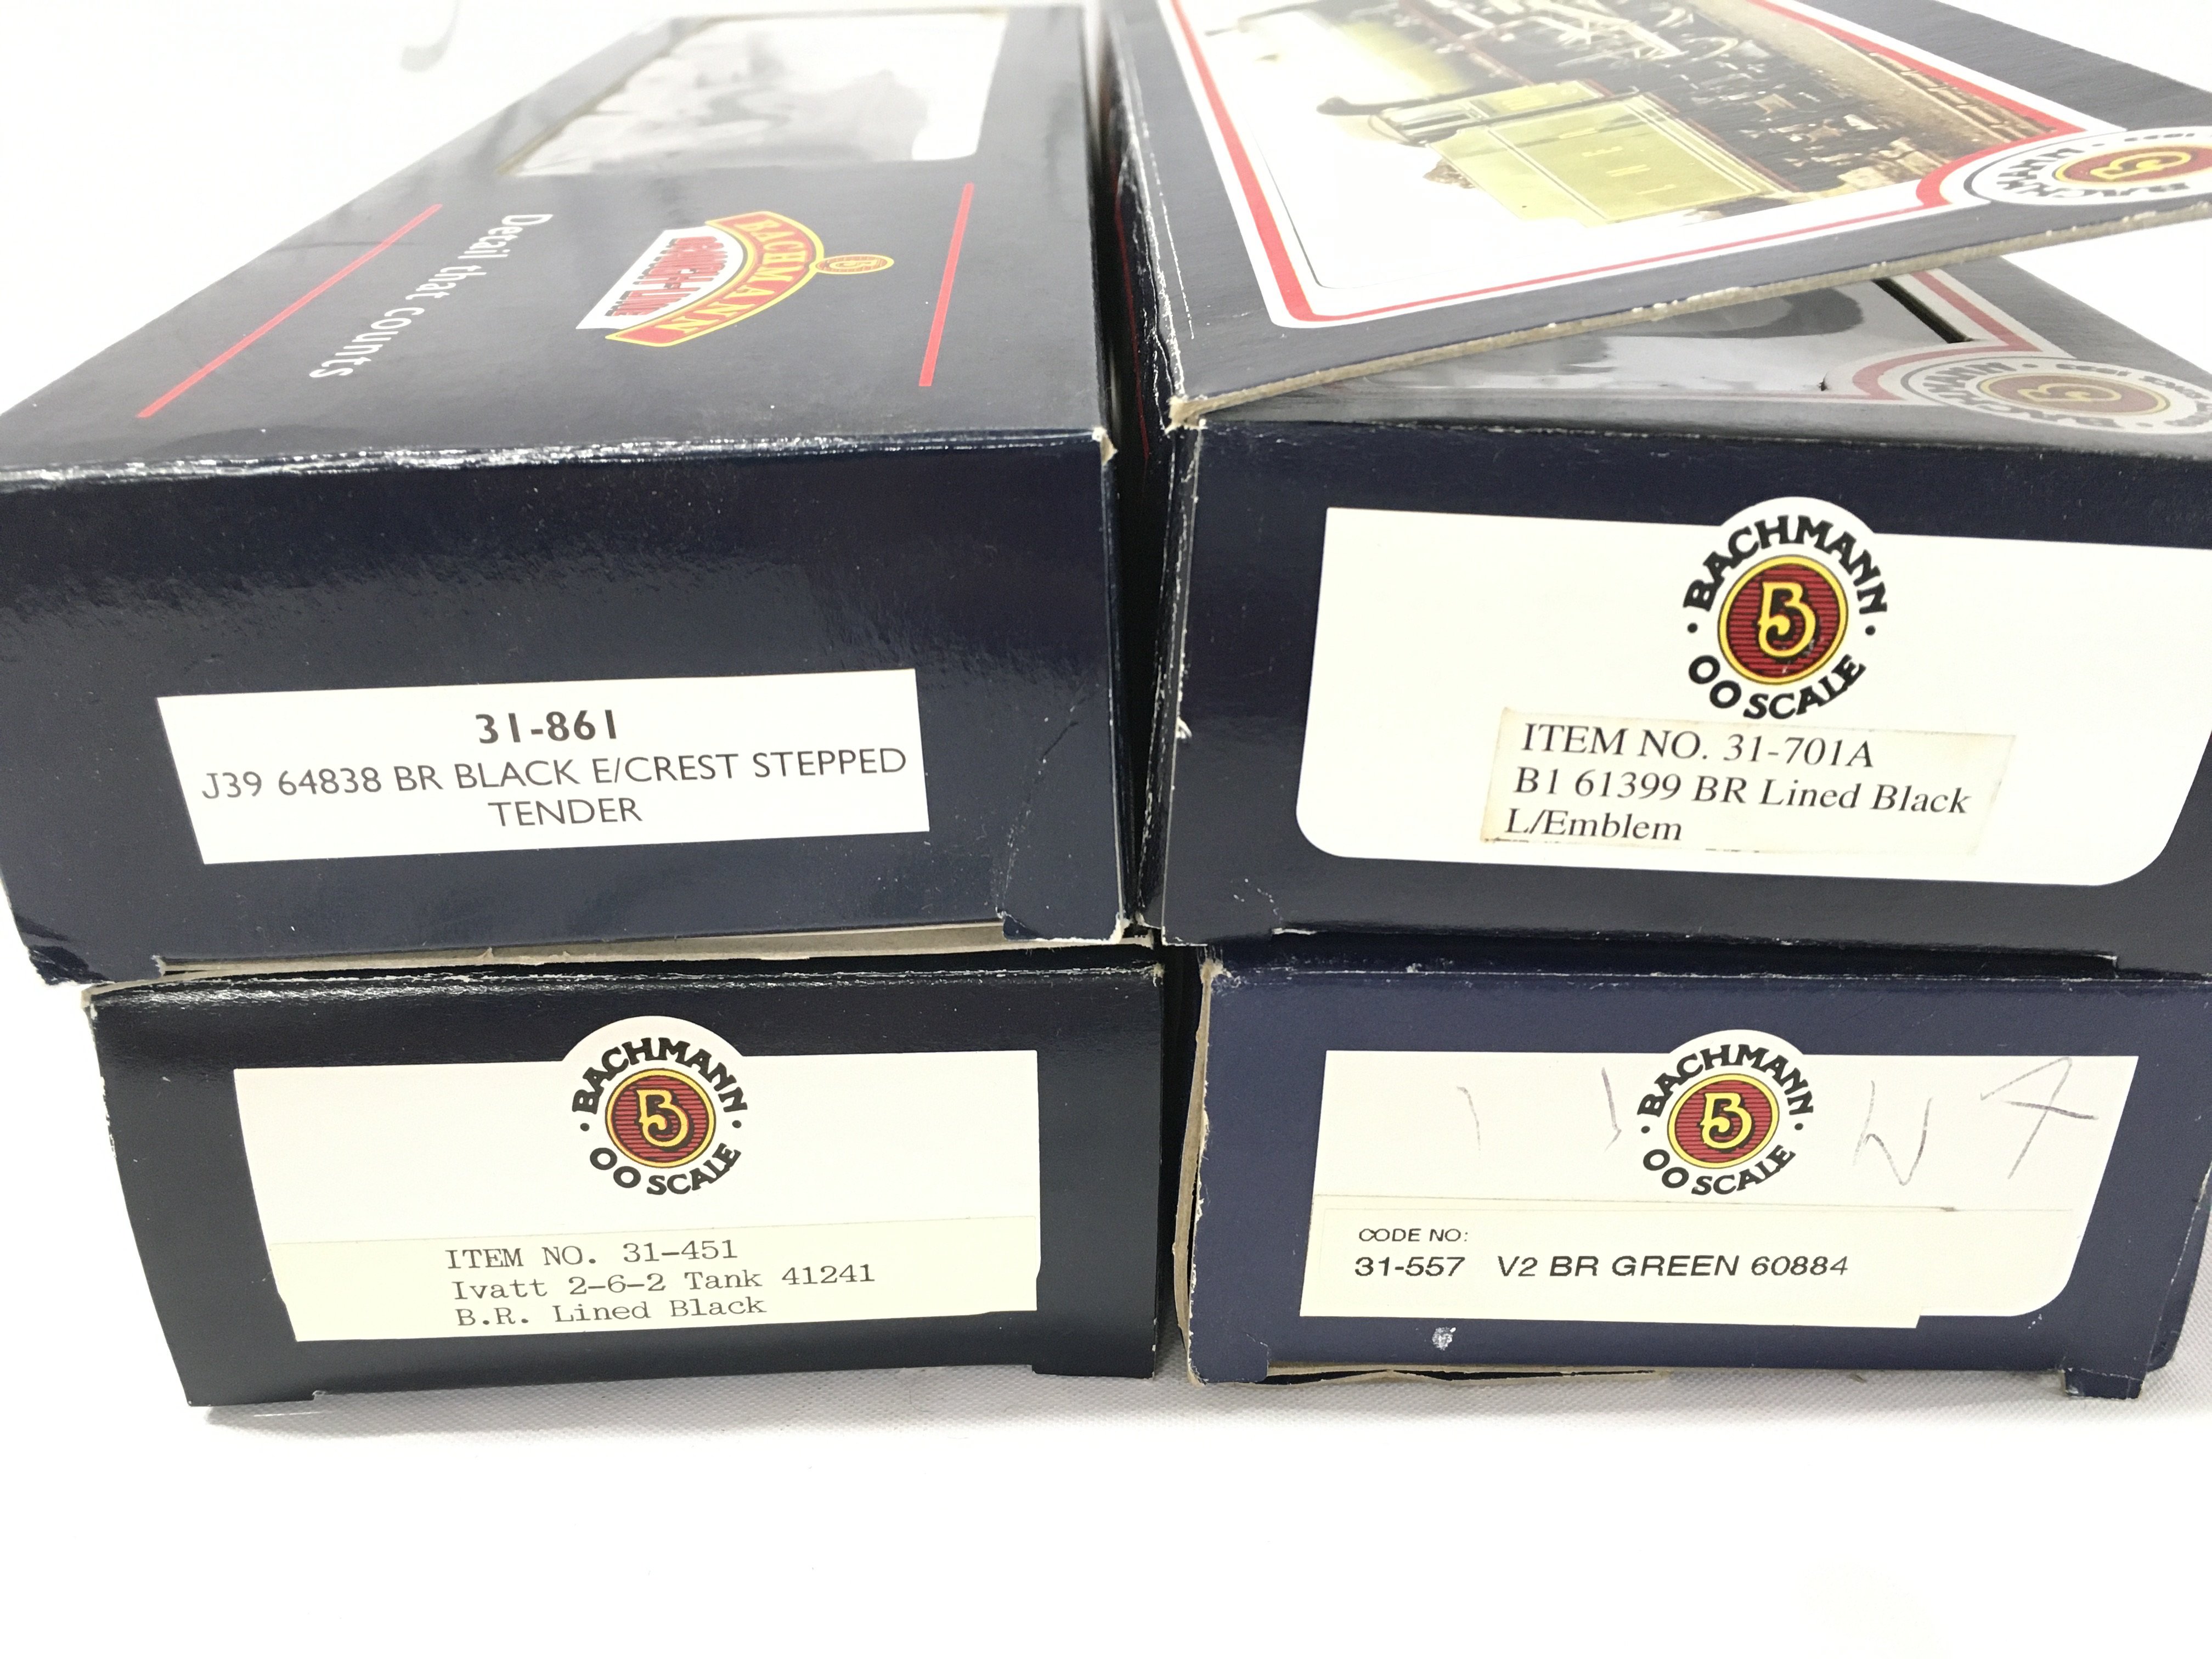 Detail that counts
BACHMANN
BRANCH-LINE
31-861
J39 64838 BR BLACK E/CREST STEPPED
TENDER
BACHMANN
BACHMANN
BACHMANN
OO SCALE
ITEM NO. 31-701A
B1 61399 BR Lined Black
L/Emblem
BACHMANN
OO SCALE
ITEM NO. 31-451
Ivatt 2-6-2 Tank 41241
B.R. Lined Black
BACHMANN
OO SCALE
CODE NO:
31-557 V2 BR GREEN 60884